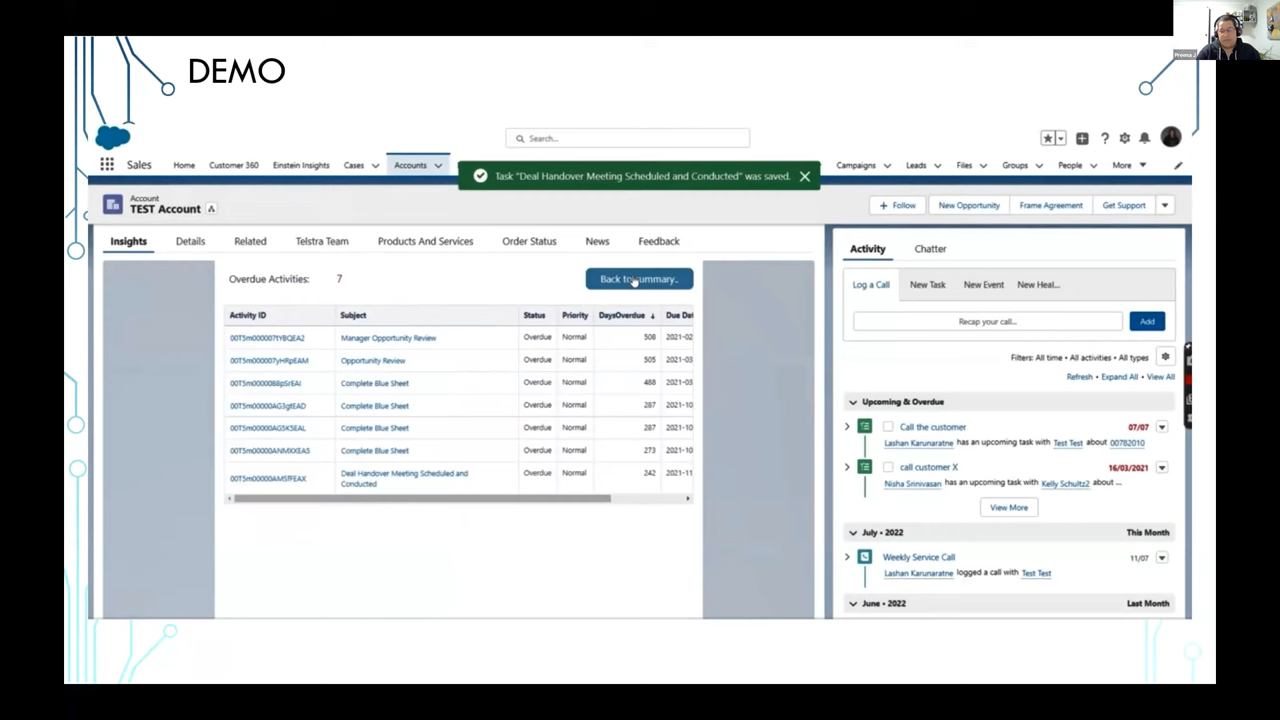 DEMO
Preena J
Search...
Sales
Home
Customer 360
Einstein Insights
Cases
Accounts
Campaigns
Leads
Files
Groups
People
More
Task "Deal Handover Meeting Scheduled and Conducted" was saved.
Account
TEST Account
+ Follow
New Opportunity
Frame Agreement
Get Support
Insights
Details
Related
Telstra Team
Products And Services
Order Status
News
Feedback
Overdue Activities: 7
Back to summary..
Activity ID Subject Status Priority DaysOverdue Due Dat
Manager Opportunity Review Overdue Normal 508 2021-02
Opportunity Review Overdue Normal 505 2021-03
Complete Blue Sheet Overdue Normal 488 2021-03
Complete Blue Sheet Overdue Normal 287 2021-10
Complete Blue Sheet Overdue Normal 287 2021-10
Complete Blue Sheet Overdue Normal 273 2021-10
Deal Handover Meeting Scheduled and
Conducted
Overdue Normal 242 2021-11
Activity
Chatter
Log a Call
New Task
New Event
New Heal...
Recap your call...
Add
Filters: All time • All activities • All types
Refresh • Expand All • View All
Upcoming & Overdue
Call the customer 07/07
Lashan Karunaratne has an upcoming task with Test Test about 00782010
call customer X 16/03/2021
Nisha Srinivasan has an upcoming task with Kelly Schultz2 about ...
View More
July • 2022 This Month
Weekly Service Call 11/07
Lashan Karunaratne logged a call with Test Test
June • 2022 Last Month